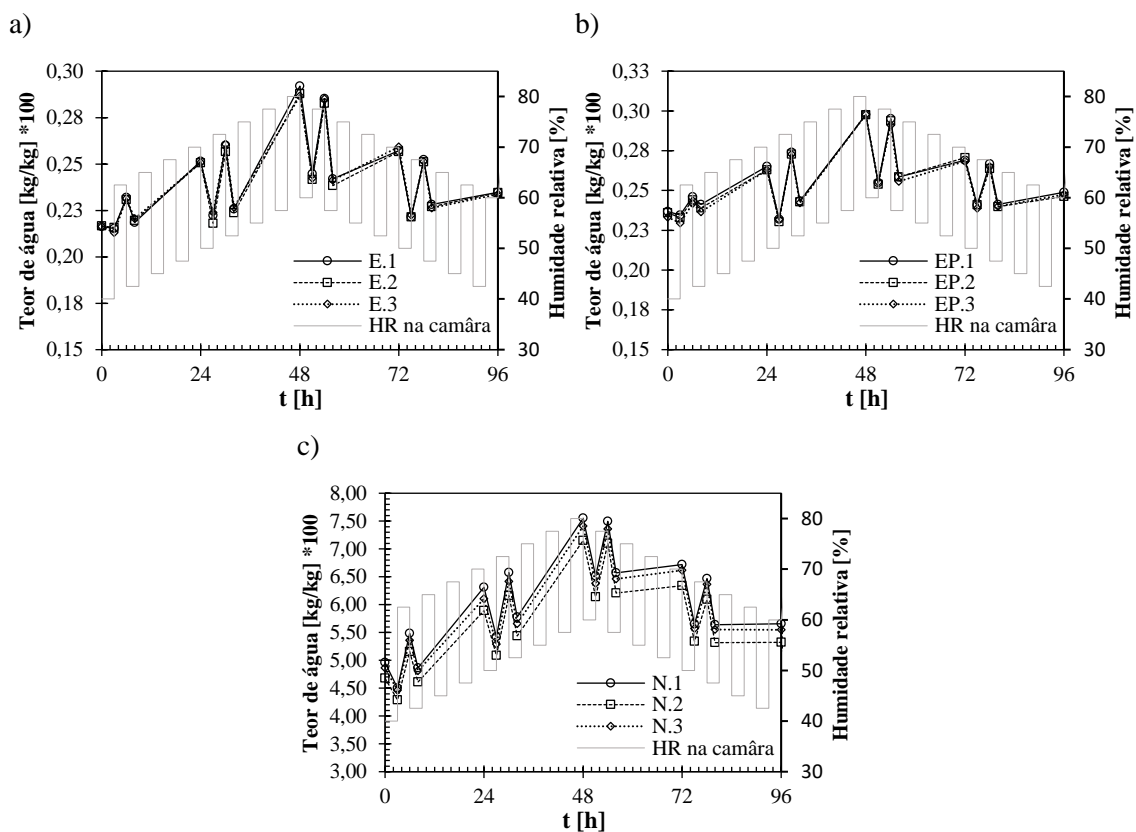 a)
Teor de água [kg/kg] *100
0,30
0,28
0,25
0,23
0,20
0,18
0,15
80
70
60
50
40
30
Humidade relativa [%]
E.1
E.2
E.3
HR na camâra
0 24 48 72 96
t [h]
b)
Teor de água [kg/kg] *100
0,33
0,30
0,28
0,25
0,23
0,20
0,18
0,15
80
70
60
50
40
30
Humidade relativa [%]
EP.1
EP.2
EP.3
HR na camâra
0 24 48 72 96
t [h]
c)
Teor de água [kg/kg] *100
8,00
7,50
7,00
6,50
6,00
5,50
5,00
4,50
4,00
3,50
3,00
80
70
60
50
40
30
Humidade relativa [%]
N.1
N.2
N.3
HR na camâra
0 24 48 72 96
t [h]